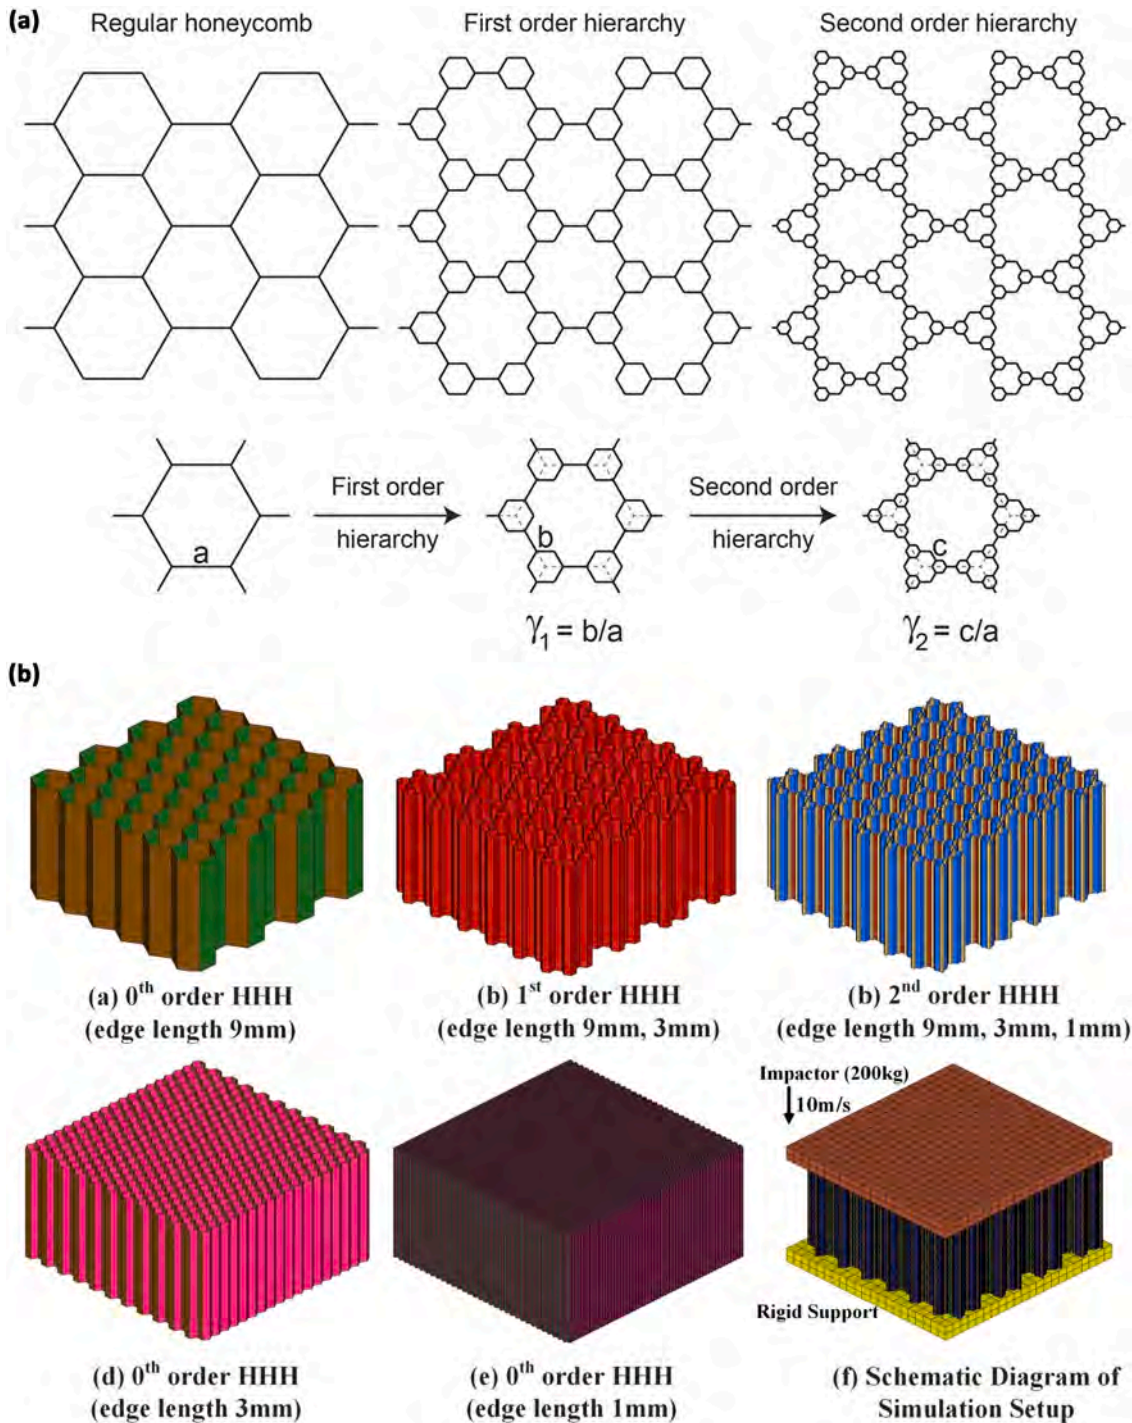 (a)
Regular honeycomb
First order hierarchy
Second order hierarchy
a
First order
hierarchy
b
Second order
hierarchy
c
γ1 = b/a
γ2 = c/a
(b)
(a) 0th order HHH
(edge length 9mm)
(b) 1st order HHH
(edge length 9mm, 3mm)
(b) 2nd order HHH
(edge length 9mm, 3mm, 1mm)
Impactor (200kg)
10m/s
Rigid Support
(d) 0th order HHH
(edge length 3mm)
(e) 0th order HHH
(edge length 1mm)
(f) Schematic Diagram of
Simulation Setup